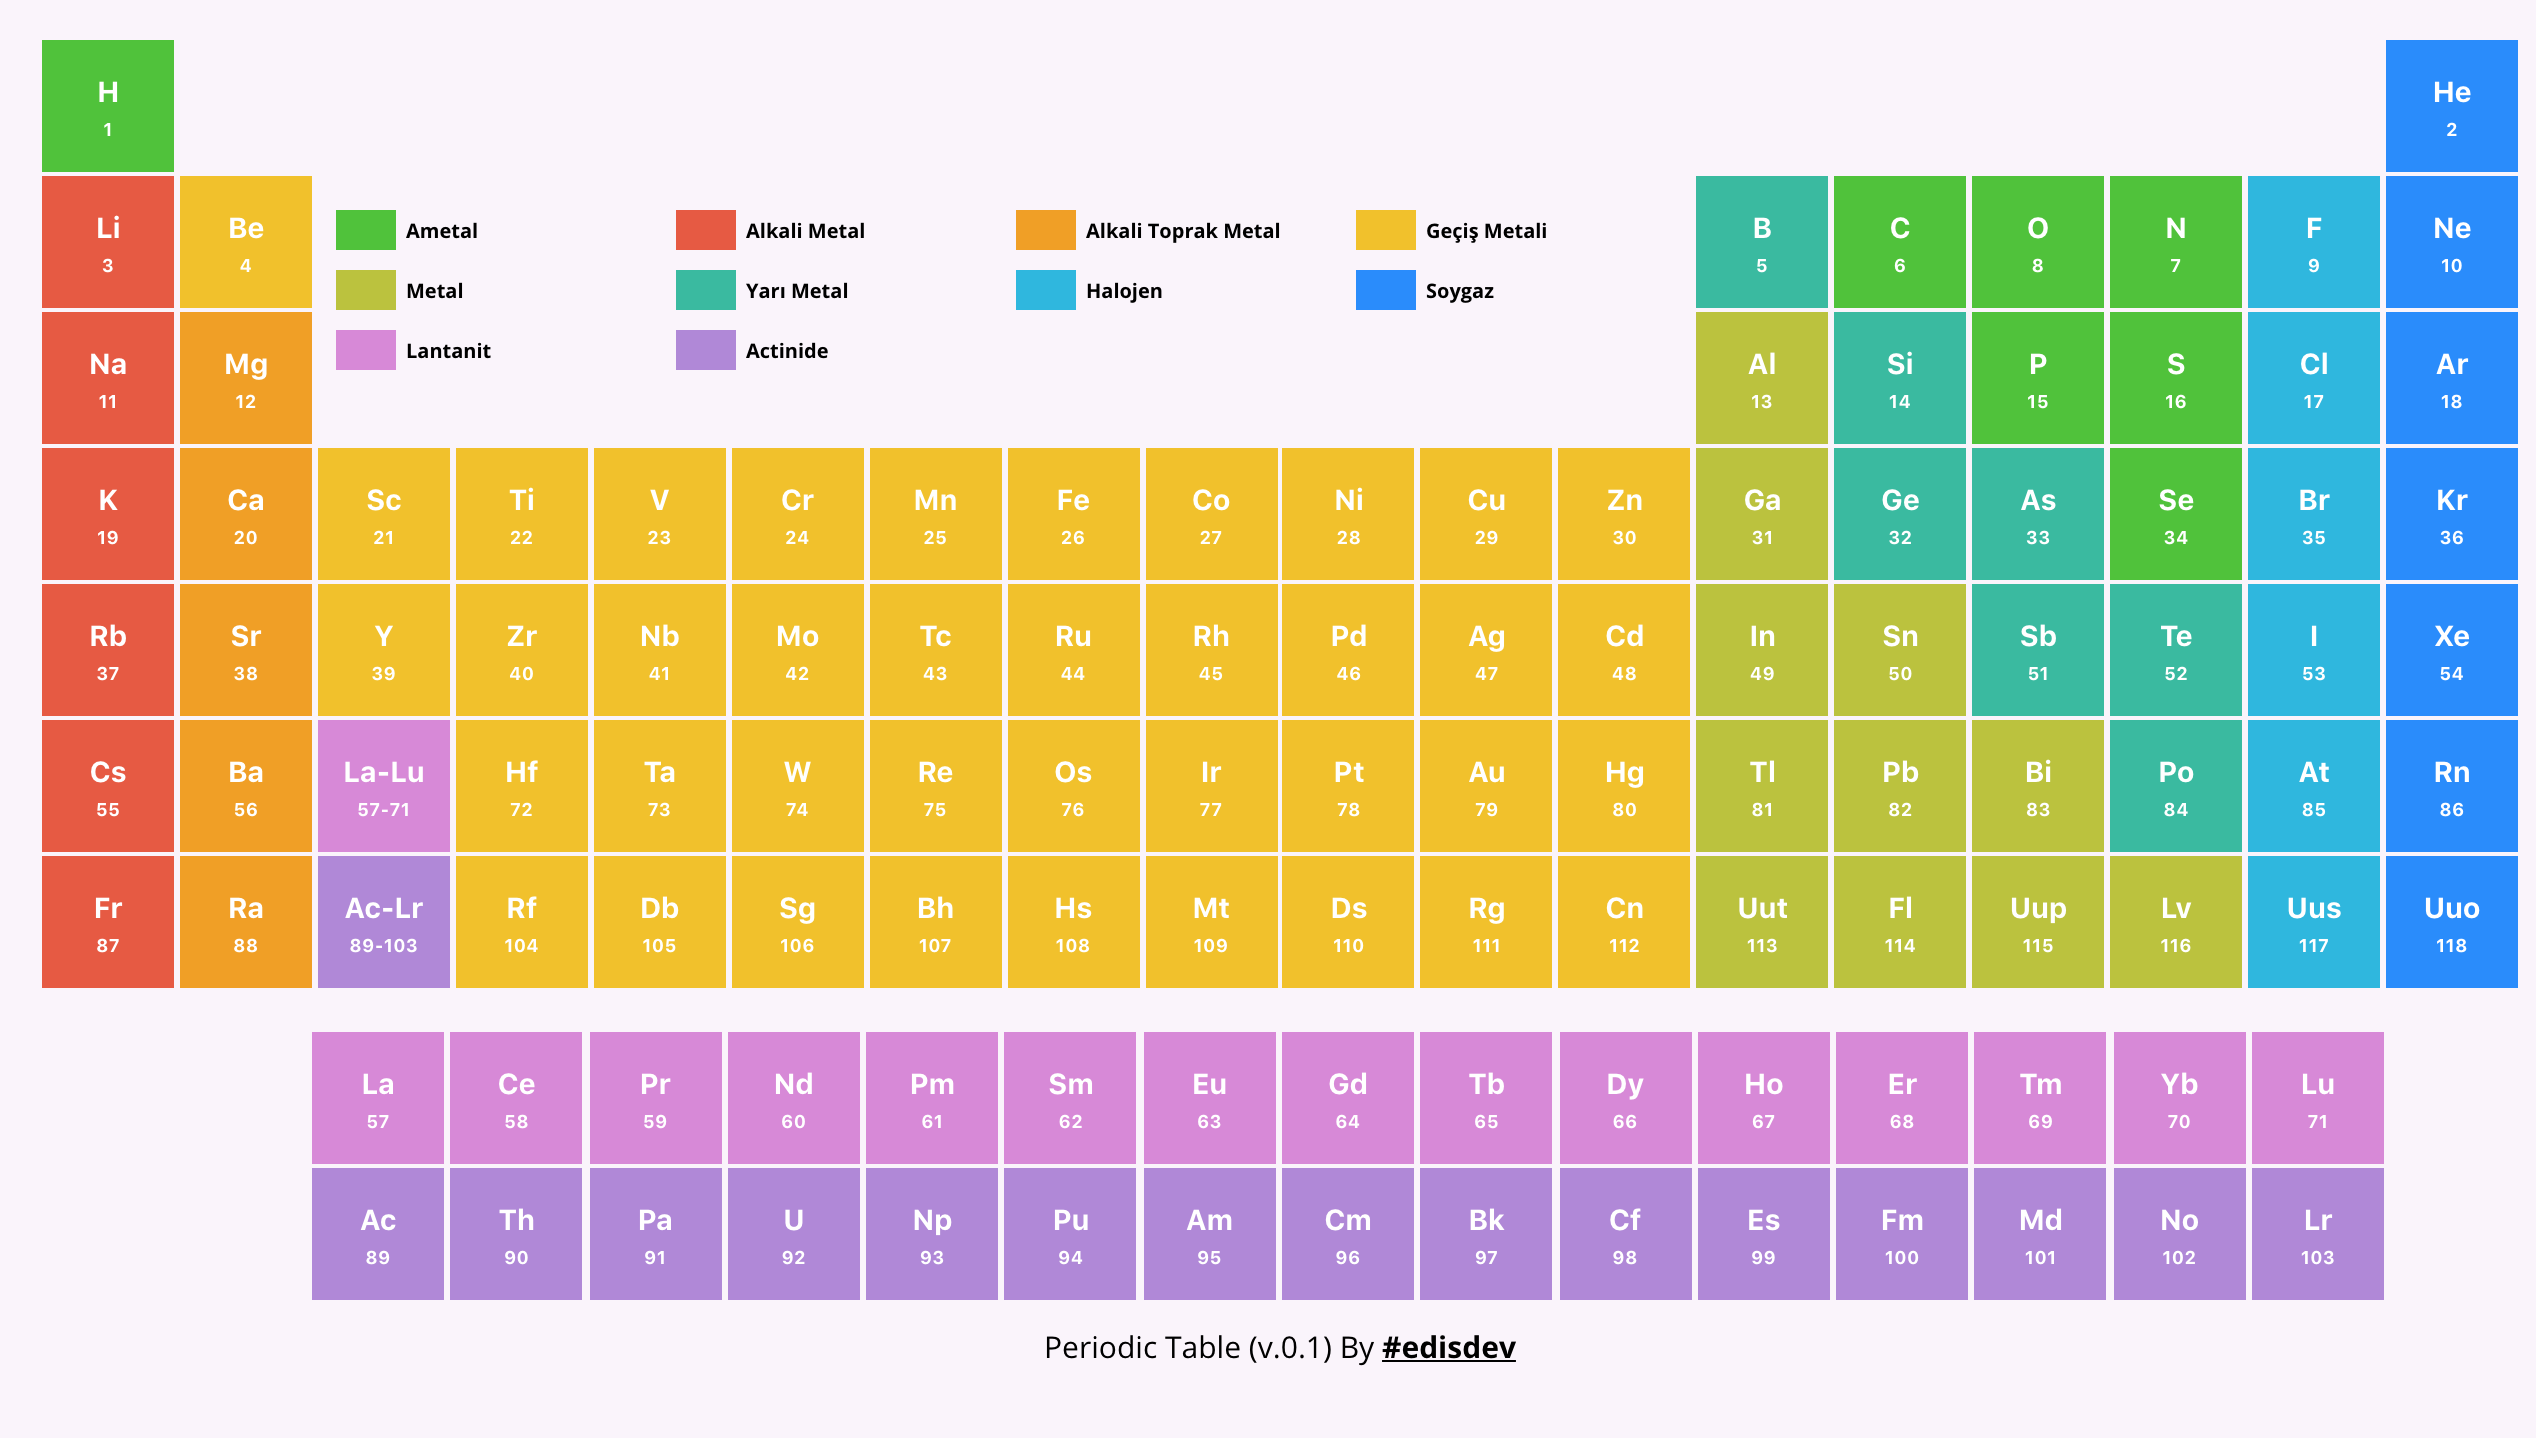 H He
1 2
Li Be B C O N F Ne
3 4 5 6 8 7 9 10
Ametal Alkali Metal Alkali Toprak Metal Geçiş Metali
Metal Yarı Metal Halojen Soygaz
Lantanit Actinide
Na Mg Al Si P S Cl Ar
11 12 13 14 15 16 17 18
K Ca Sc Ti V Cr Mn Fe Co Ni Cu Zn Ga Ge As Se Br Kr
19 20 21 22 23 24 25 26 27 28 29 30 31 32 33 34 35 36
Rb Sr Y Zr Nb Mo Tc Ru Rh Pd Ag Cd In Sn Sb Te I Xe
37 38 39 40 41 42 43 44 45 46 47 48 49 50 51 52 53 54
Cs Ba La-Lu Hf Ta W Re Os Ir Pt Au Hg Tl Pb Bi Po At Rn
55 56 57-71 72 73 74 75 76 77 78 79 80 81 82 83 84 85 86
Fr Ra Ac-Lr Rf Db Sg Bh Hs Mt Ds Rg Cn Uut Fl Uup Lv Uus Uuo
87 88 89-103 104 105 106 107 108 109 110 111 112 113 114 115 116 117 118
La Ce Pr Nd Pm Sm Eu Gd Tb Dy Ho Er Tm Yb Lu
57 58 59 60 61 62 63 64 65 66 67 68 69 70 71
Ac Th Pa U Np Pu Am Cm Bk Cf Es Fm Md No Lr
89 90 91 92 93 94 95 96 97 98 99 100 101 102 103
Periodic Table (v.0.1) By #edisdev